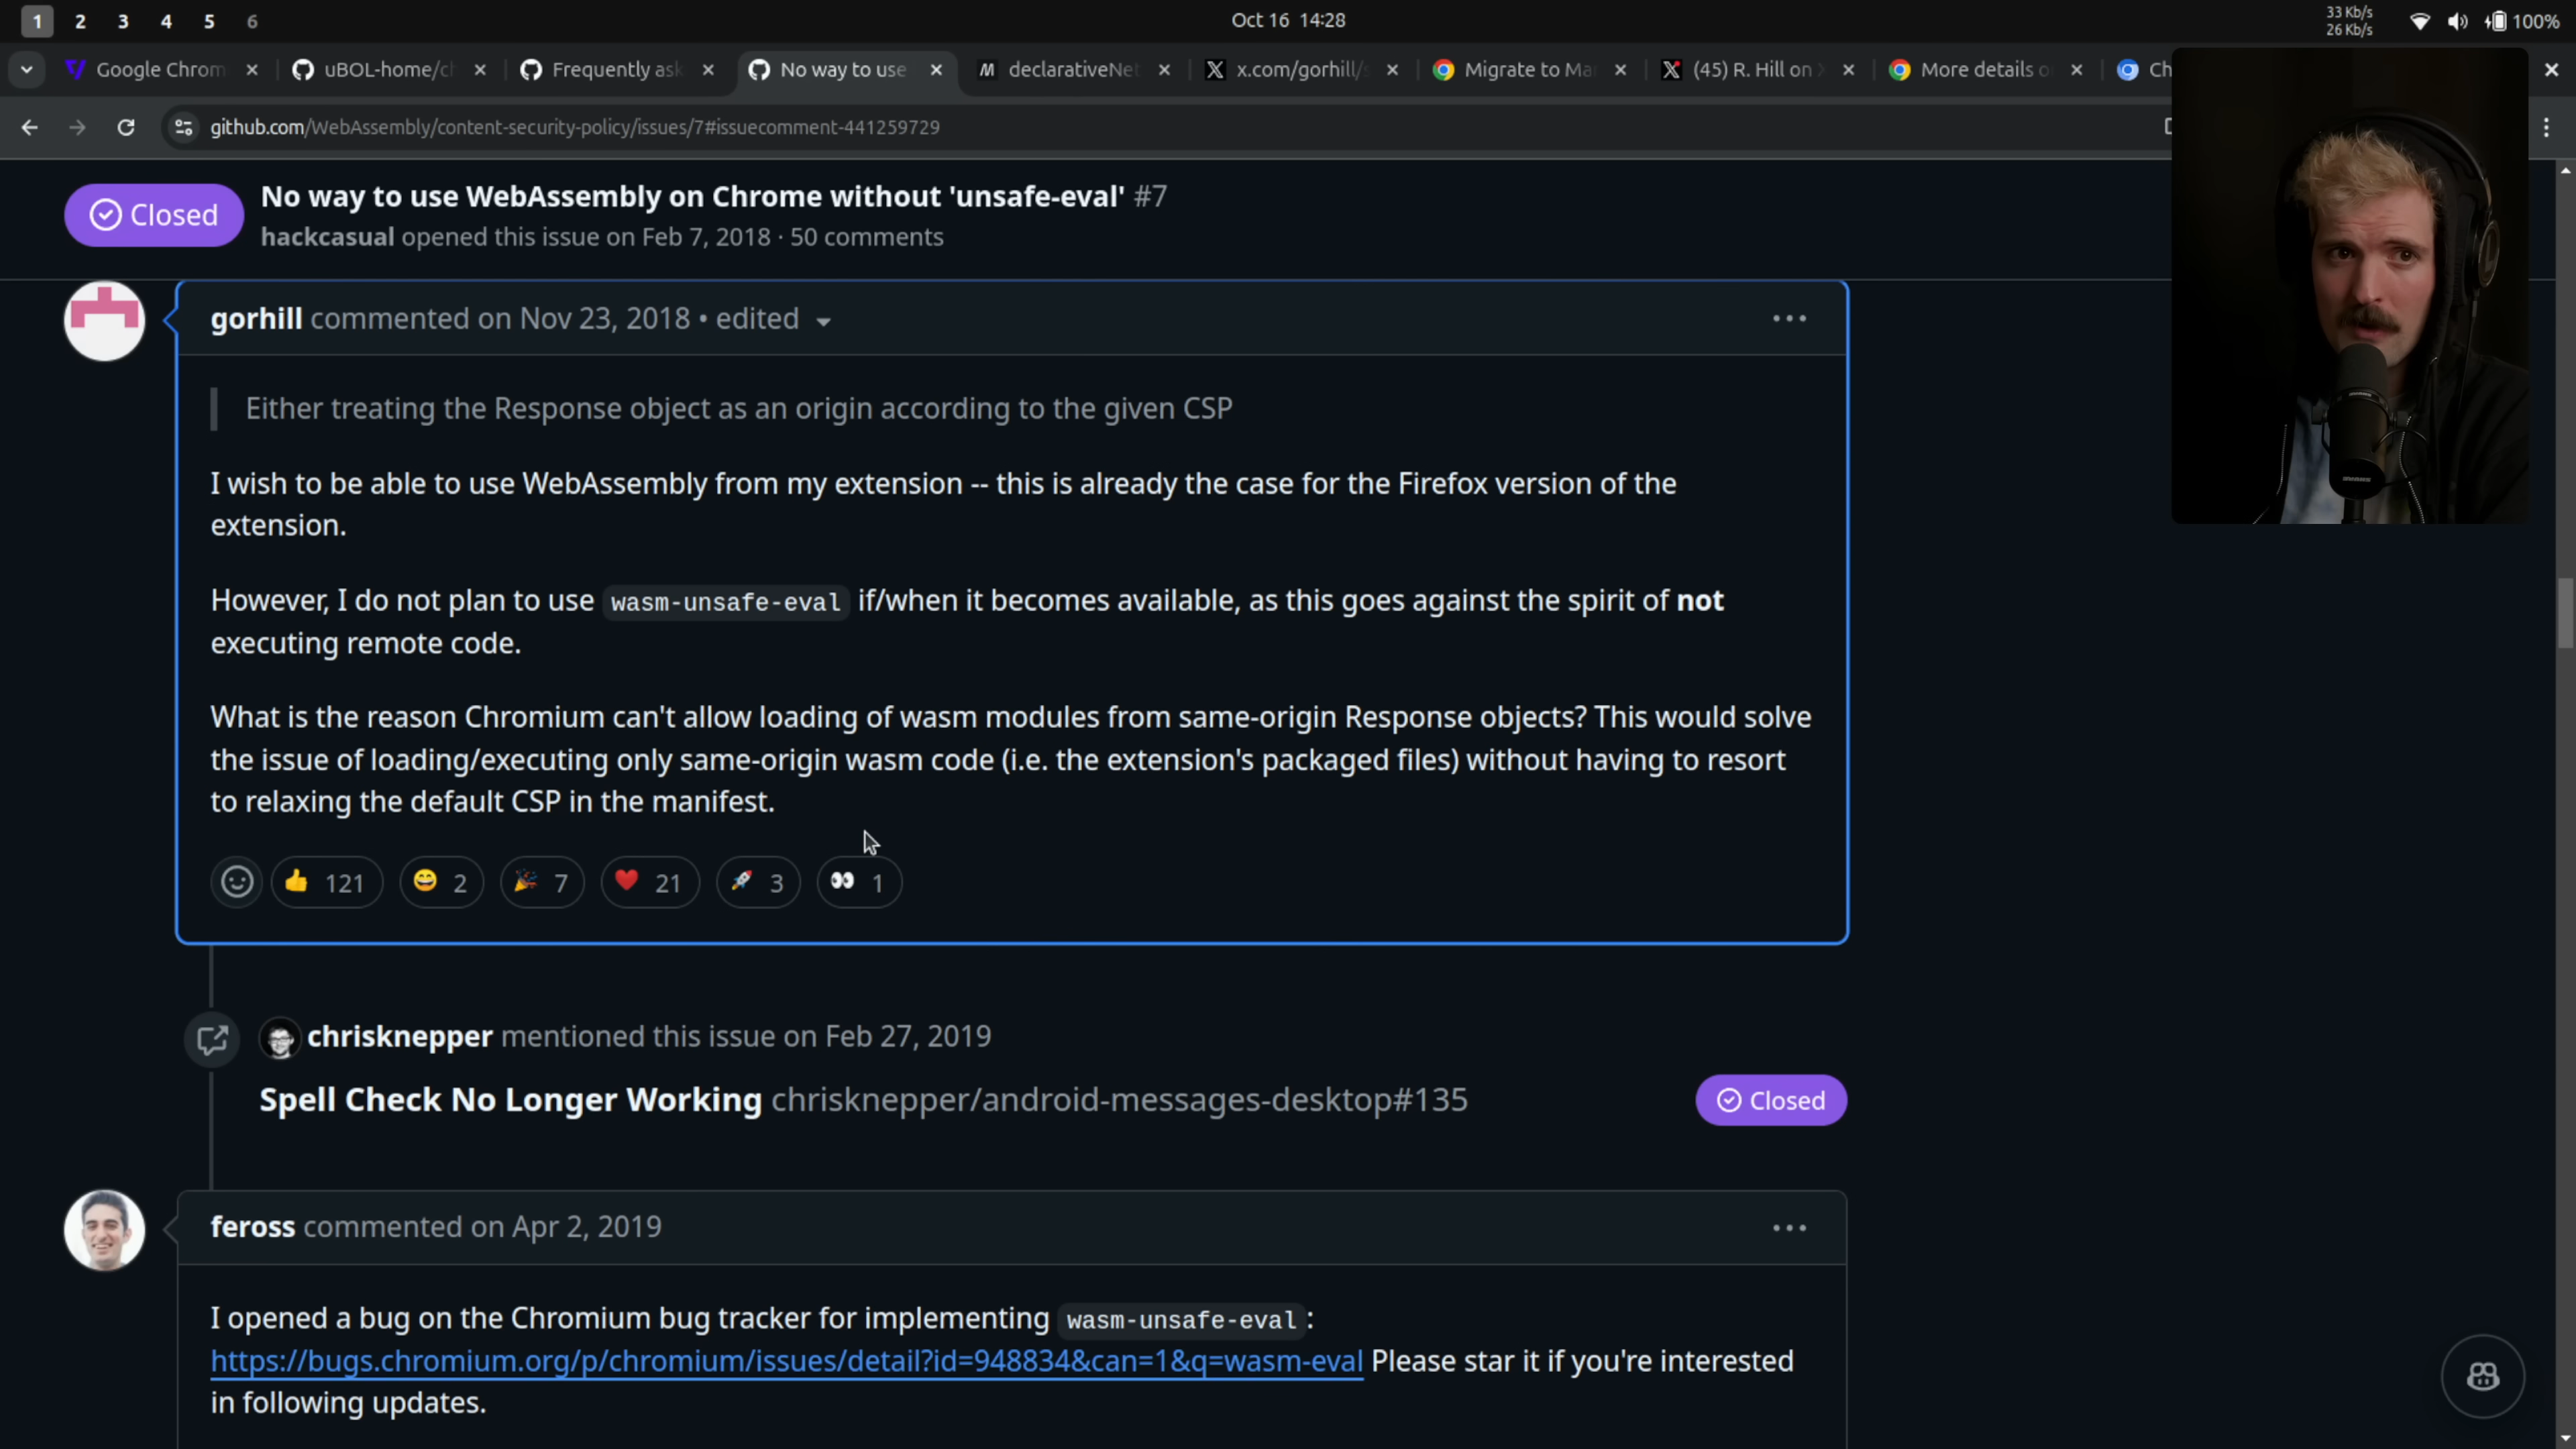 1 2 3 4 5 6
Oct 16 14:28
33 Kb/s
26 Kb/s
100%
Google Chrom
uBOL-home/ch
Frequently ask
No way to use
declarativeNet
x.com/gorhill/s
Migrate to Ma
(45) R. Hill on X
More details o
Ch
github.com/WebAssembly/content-security-policy/issues/7#issuecomment-441259729
Closed
No way to use WebAssembly on Chrome without 'unsafe-eval' #7
hackcasual opened this issue on Feb 7, 2018 · 50 comments
gorhill commented on Nov 23, 2018 • edited
Either treating the Response object as an origin according to the given CSP
I wish to be able to use WebAssembly from my extension -- this is already the case for the Firefox version of the
extension.
However, I do not plan to use wasm-unsafe-eval if/when it becomes available, as this goes against the spirit of not
executing remote code.
What is the reason Chromium can't allow loading of wasm modules from same-origin Response objects? This would solve
the issue of loading/executing only same-origin wasm code (i.e. the extension's packaged files) without having to resort
to relaxing the default CSP in the manifest.
👍 121 😄 2 🎉 7 ❤️ 21 🚀 3 👀 1
chrisknepper mentioned this issue on Feb 27, 2019
Spell Check No Longer Working chrisknepper/android-messages-desktop#135
Closed
feross commented on Apr 2, 2019
I opened a bug on the Chromium bug tracker for implementing wasm-unsafe-eval:
https://bugs.chromium.org/p/chromium/issues/detail?id=948834&can=1&q=wasm-eval Please star it if you're interested
in following updates.